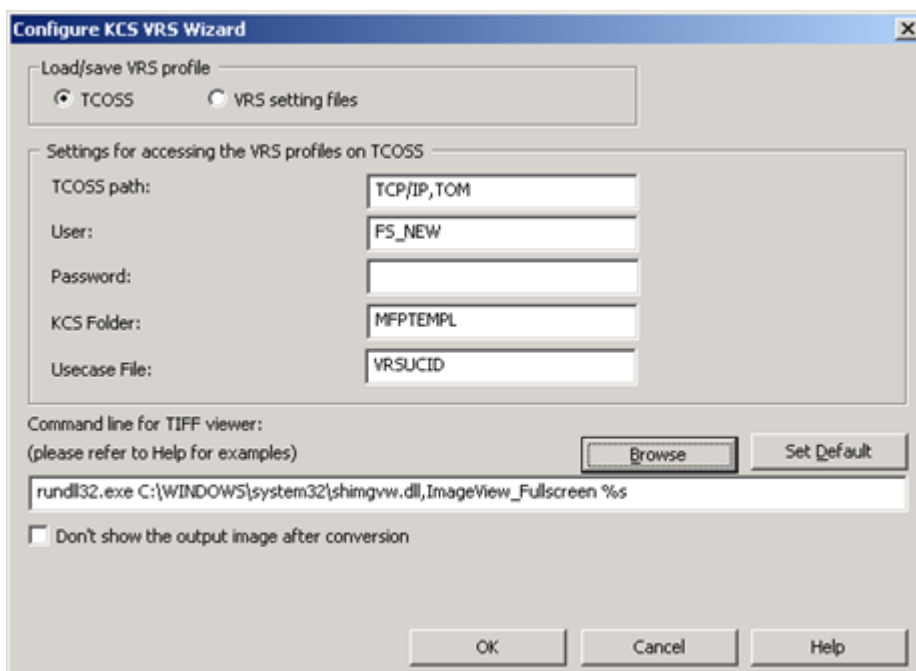 Configure KCS VRS Wizard
Load/save VRS profile
TCOSS
VRS setting files
Settings for accessing the VRS profiles on TCOSS
TCOSS path:
TCP/IP,TOM
User:
FS_NEW
Password:
KCS Folder:
MFPTEMPL
Usecase File:
VRSUCID
Command line for TIFF viewer:
(please refer to Help for examples)
Browse
Set Default
rundll32.exe C:\WINDOWS\system32\shimgvw.dll,ImageView_Fullscreen %s
Don't show the output image after conversion
OK
Cancel
Help